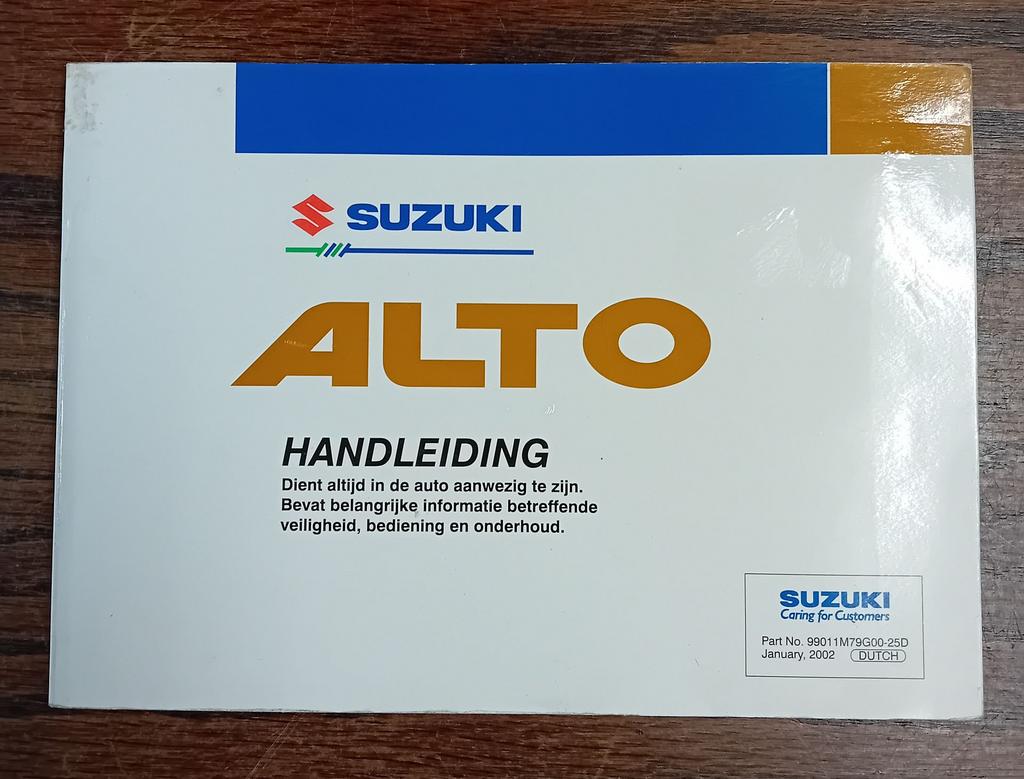 SUZUKI
ALTO
HANDLEIDING
Dient altijd in de auto aanwezig te zijn.
Bevat belangrijke informatie betreffende
veiligheid, bediening en onderhoud.
SUZUKI
Caring for Customers
Part No. 99011M79G00-25D
January, 2002 DUTCH